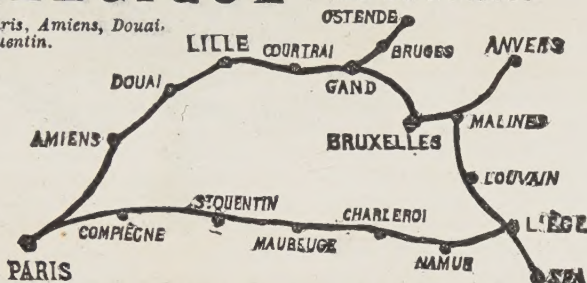 ris, Amiens, Douai,
uentin.
OSTENDE
BRUGES
ANVERS
LILLE
COURTRAI
GAND
DOUAI
MALINES
BRUXELLES
AMIENS
LOUVAIN
ST QUENTIN
CHARLEROI
LIÈGE
COMPIÈGNE
MAUBEUGE
NAMUR
PARIS
SPA